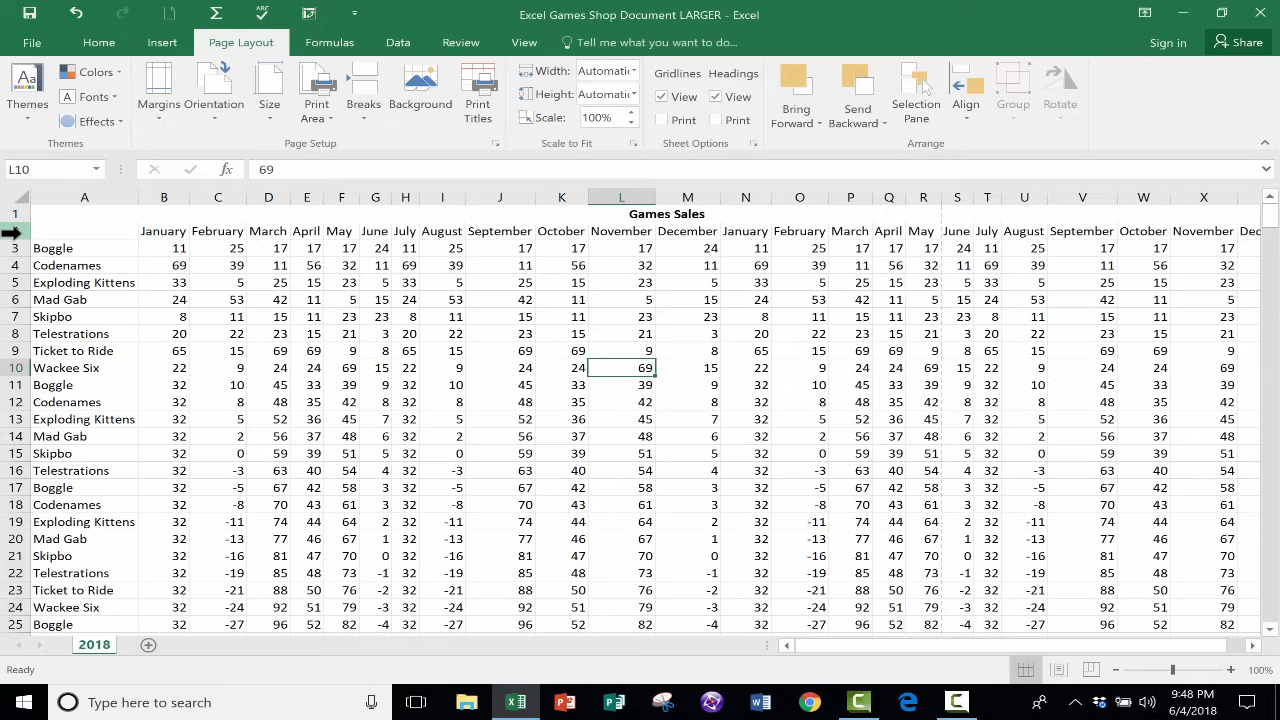 Excel Games Shop Document LARGER - Excel
File Home Insert Page Layout Formulas Data Review View Tell me what you want to do... Sign in Share
Themes Colors Fonts Effects Margins Orientation Size Print Area Breaks Background Print Titles Width: Automatic Height: Automatic Scale: 100% Gridlines View Print Headings View Print Bring Forward Send Backward Selection Pane Align Group Rotate
Themes Page Setup Scale to Fit Sheet Options Arrange
L10 fx 69
A B C D E F G H I J K L M N O P Q R S T U V W X
1 Games Sales
January February March April May June July August September October November December January February March April May June July August September October November Dec
3 Boggle 11 25 17 17 17 24 11 25 17 17 17 24 11 25 17 17 17 24 11 25 17 17 17
4 Codenames 69 39 11 56 32 11 69 39 11 56 32 11 69 39 11 56 32 11 69 39 11 56 32
5 Exploding Kittens 33 5 25 15 23 5 33 5 25 15 23 5 33 5 25 15 23 5 33 5 25 15 23
6 Mad Gab 24 53 42 11 5 15 24 53 42 11 5 15 24 53 42 11 5 15 24 53 42 11 5
7 Skipbo 8 11 15 11 23 23 8 11 15 11 23 23 8 11 15 11 23 23 8 11 15 11 23
8 Telestrations 20 22 23 15 21 3 20 22 23 15 21 3 20 22 23 15 21 3 20 22 23 15 21
9 Ticket to Ride 65 15 69 69 9 8 65 15 69 69 9 8 65 15 69 69 9 8 65 15 69 69 9
10 Wackee Six 22 9 24 24 69 15 22 9 24 24 69 15 22 9 24 24 69 15 22 9 24 24 69
11 Boggle 32 10 45 33 39 9 32 10 45 33 39 9 32 10 45 33 39 9 32 10 45 33 39
12 Codenames 32 8 48 35 42 8 32 8 48 35 42 8 32 8 48 35 42 8 32 8 48 35 42
13 Exploding Kittens 32 5 52 36 45 7 32 5 52 36 45 7 32 5 52 36 45 7 32 5 52 36 45
14 Mad Gab 32 2 56 37 48 6 32 2 56 37 48 6 32 2 56 37 48 6 32 2 56 37 48
15 Skipbo 32 0 59 39 51 5 32 0 59 39 51 5 32 0 59 39 51 5 32 0 59 39 51
16 Telestrations 32 -3 63 40 54 4 32 -3 63 40 54 4 32 -3 63 40 54 4 32 -3 63 40 54
17 Boggle 32 -5 67 42 58 3 32 -5 67 42 58 3 32 -5 67 42 58 3 32 -5 67 42 58
18 Codenames 32 -8 70 43 61 3 32 -8 70 43 61 3 32 -8 70 43 61 3 32 -8 70 43 61
19 Exploding Kittens 32 -11 74 44 64 2 32 -11 74 44 64 2 32 -11 74 44 64 2 32 -11 74 44 64
20 Mad Gab 32 -13 77 46 67 1 32 -13 77 46 67 1 32 -13 77 46 67 1 32 -13 77 46 67
21 Skipbo 32 -16 81 47 70 0 32 -16 81 47 70 0 32 -16 81 47 70 0 32 -16 81 47 70
22 Telestrations 32 -19 85 48 73 -1 32 -19 85 48 73 -1 32 -19 85 48 73 -1 32 -19 85 48 73
23 Ticket to Ride 32 -21 88 50 76 -2 32 -21 88 50 76 -2 32 -21 88 50 76 -2 32 -21 88 50 76
24 Wackee Six 32 -24 92 51 79 -3 32 -24 92 51 79 -3 32 -24 92 51 79 -3 32 -24 92 51 79
25 Boggle 32 -27 96 52 82 -4 32 -27 96 52 82 -4 32 -27 96 52 82 -4 32 -27 96 52 82
2018
Ready 100%
Type here to search 9:48 PM
6/4/2018